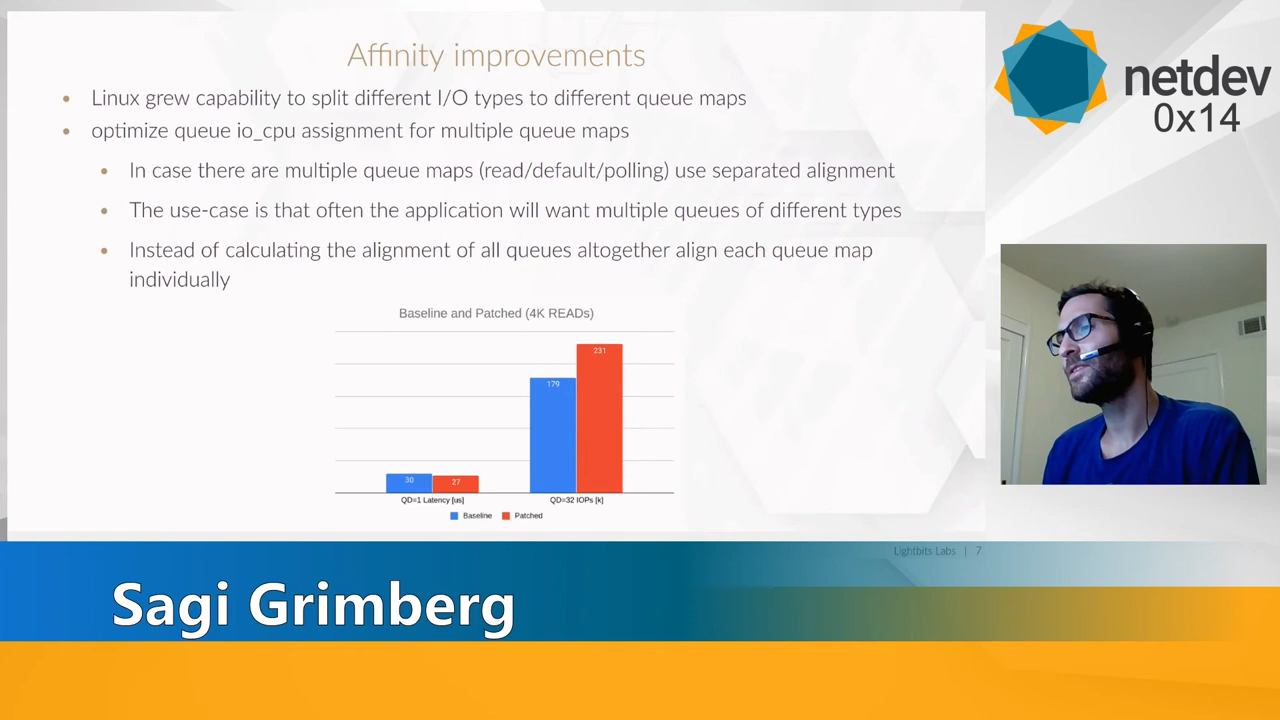 Affinity improvements
• Linux grew capability to split different I/O types to different queue maps
• optimize queue io_cpu assignment for multiple queue maps
• In case there are multiple queue maps (read/default/polling) use separated alignment
• The use-case is that often the application will want multiple queues of different types
• Instead of calculating the alignment of all queues altogether align each queue map
individually
Baseline and Patched (4K READs)
30
27
179
231
QD=1 Latency [us]
QD=32 IOPs [k]
Baseline
Patched
netdev
0x14
Lightbits Labs | 7
Sagi Grimberg